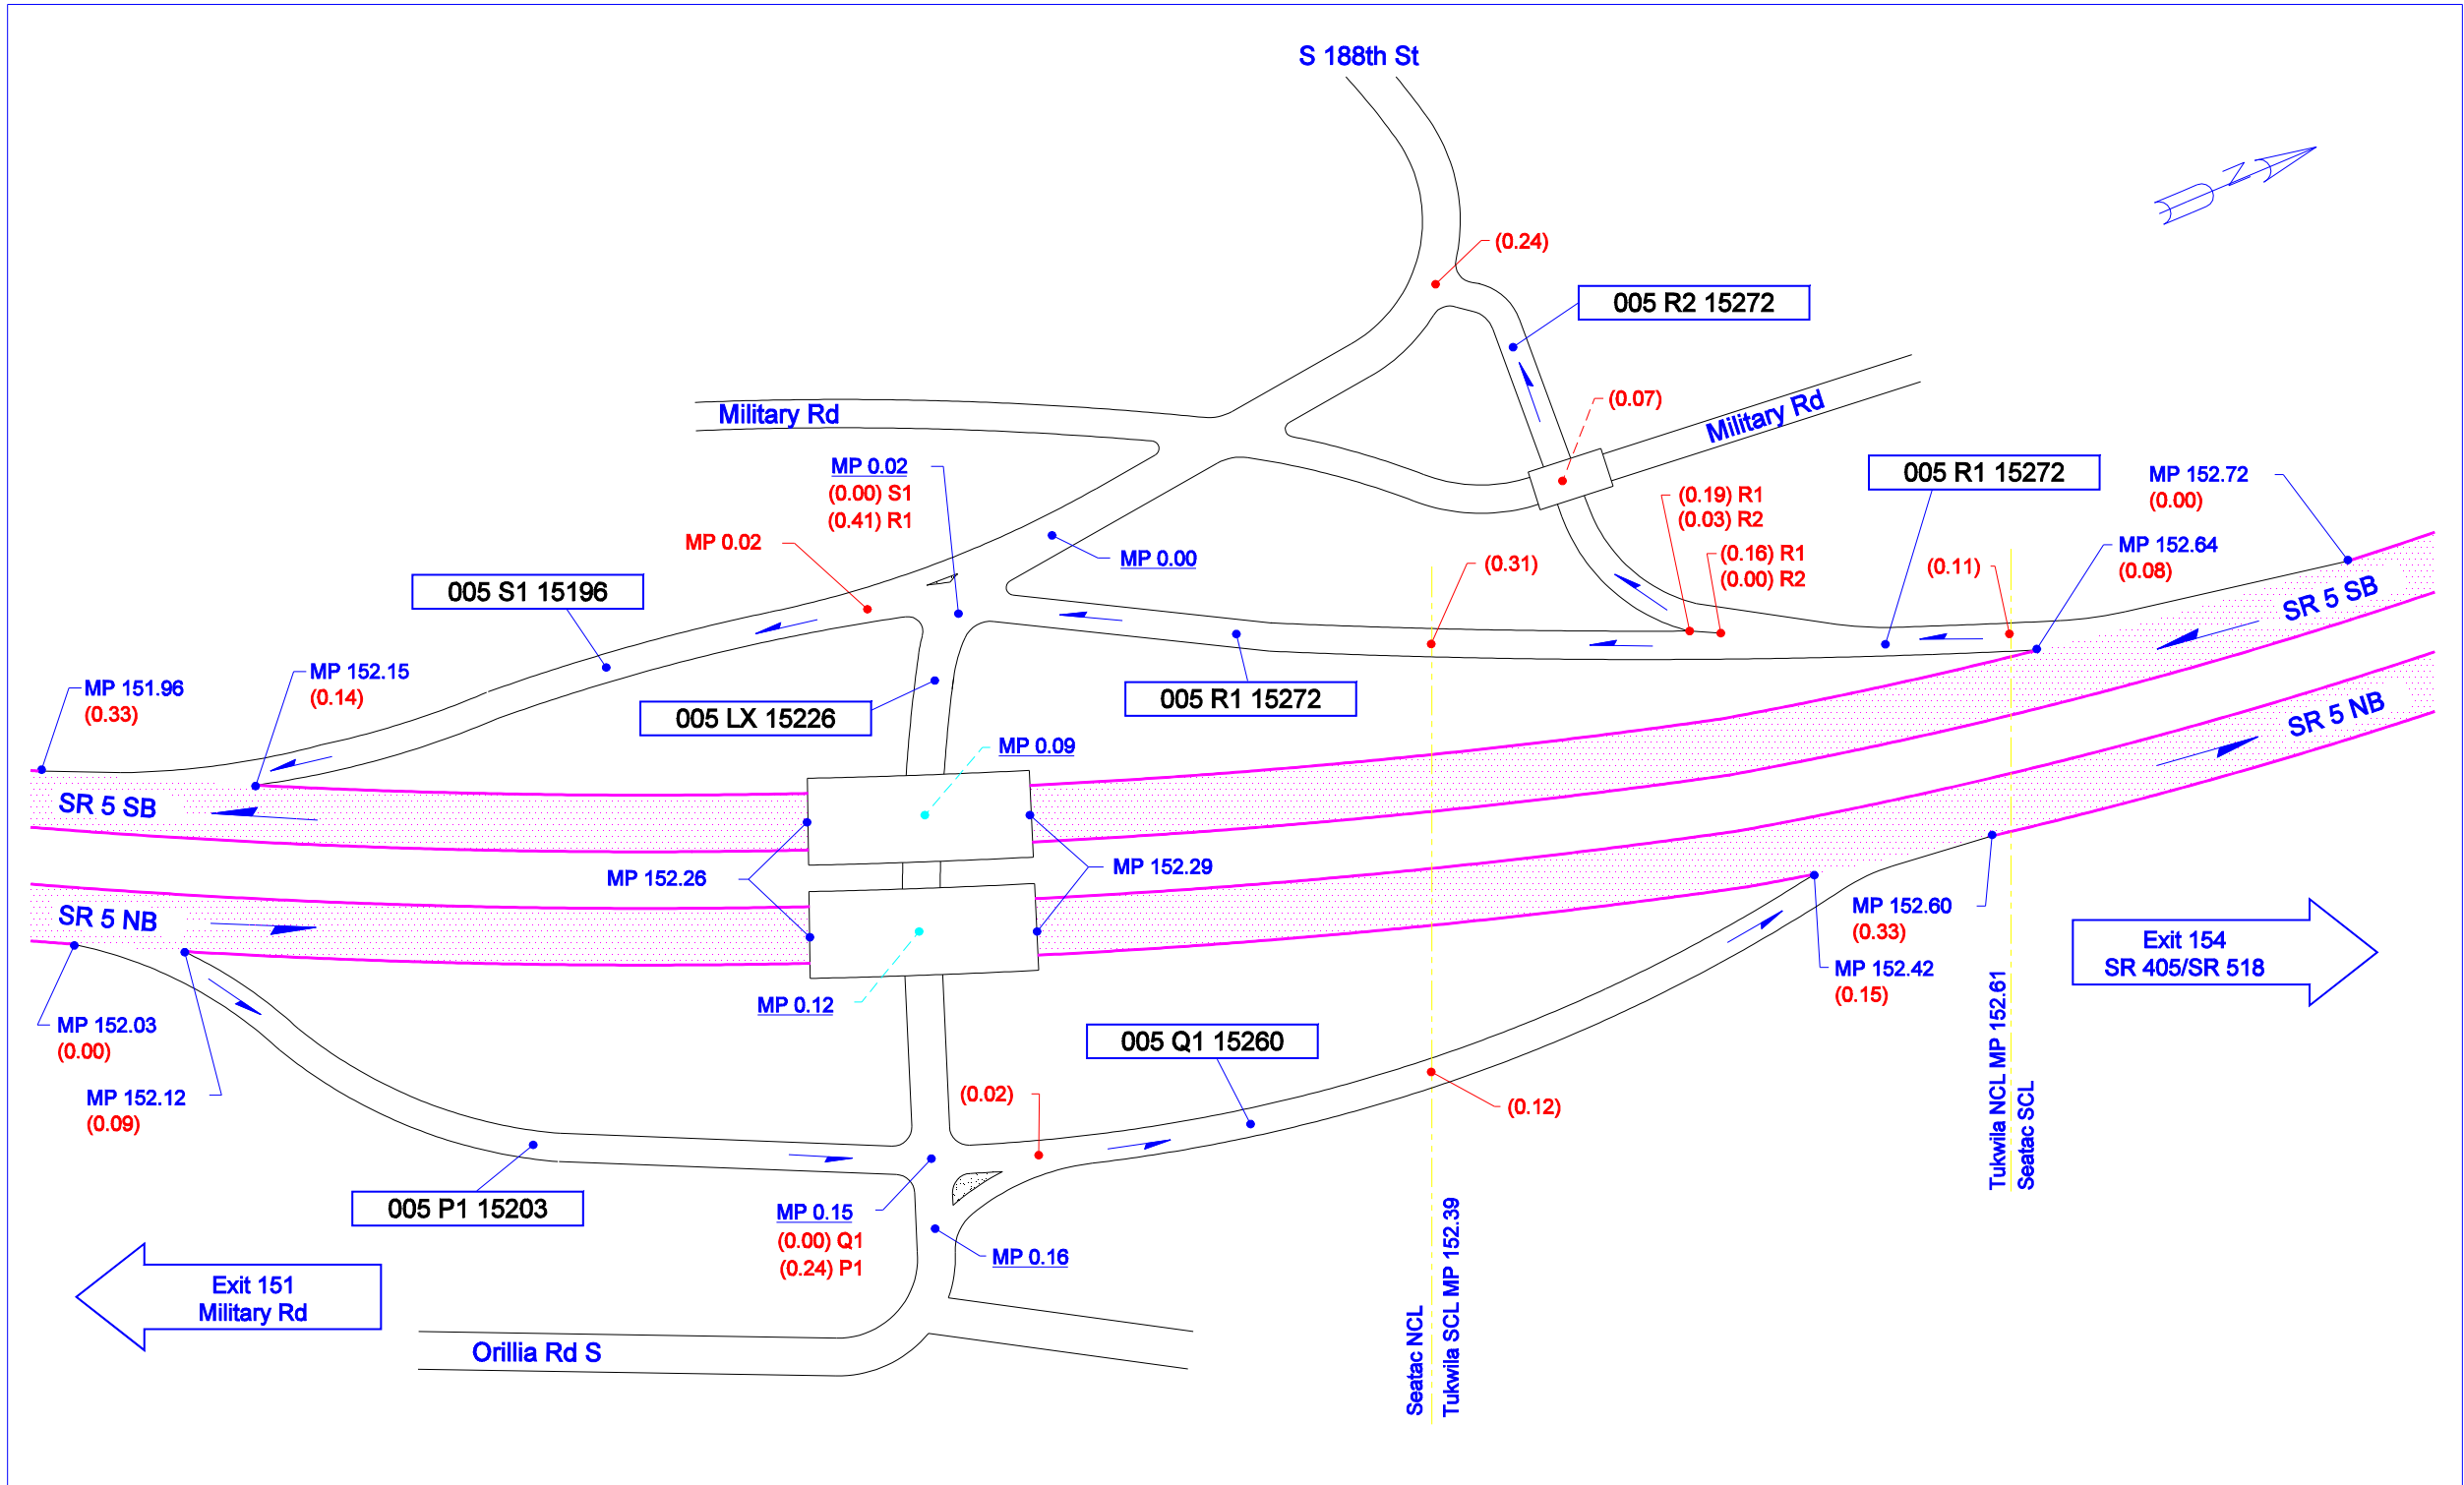 S 188th St
N
(0.24)
005 R2 15272
(0.07)
Military Rd
Military Rd
MP 0.02
(0.00) S1
(0.41) R1
MP 0.02
MP 0.00
005 R1 15272
MP 152.72
(0.00)
(0.19) R1
(0.03) R2
(0.16) R1
(0.00) R2
(0.31)
(0.11)
MP 152.64
(0.08)
SR 5 SB
005 S1 15196
MP 151.96
(0.33)
MP 152.15
(0.14)
005 LX 15226
005 R1 15272
SR 5 NB
MP 0.09
SR 5 SB
MP 152.26
MP 152.29
SR 5 NB
MP 152.60
(0.33)
MP 152.42
(0.15)
Exit 154
SR 405/SR 518
MP 0.12
MP 152.03
(0.00)
MP 152.12
(0.09)
005 Q1 15260
(0.02)
(0.12)
Tukwila NCL MP 152.61
Seatac SCL
005 P1 15203
MP 0.15
(0.00) Q1
(0.24) P1
MP 0.16
Seatac NCL
Tukwila SCL MP 152.39
Exit 151
Military Rd
Orillia Rd S